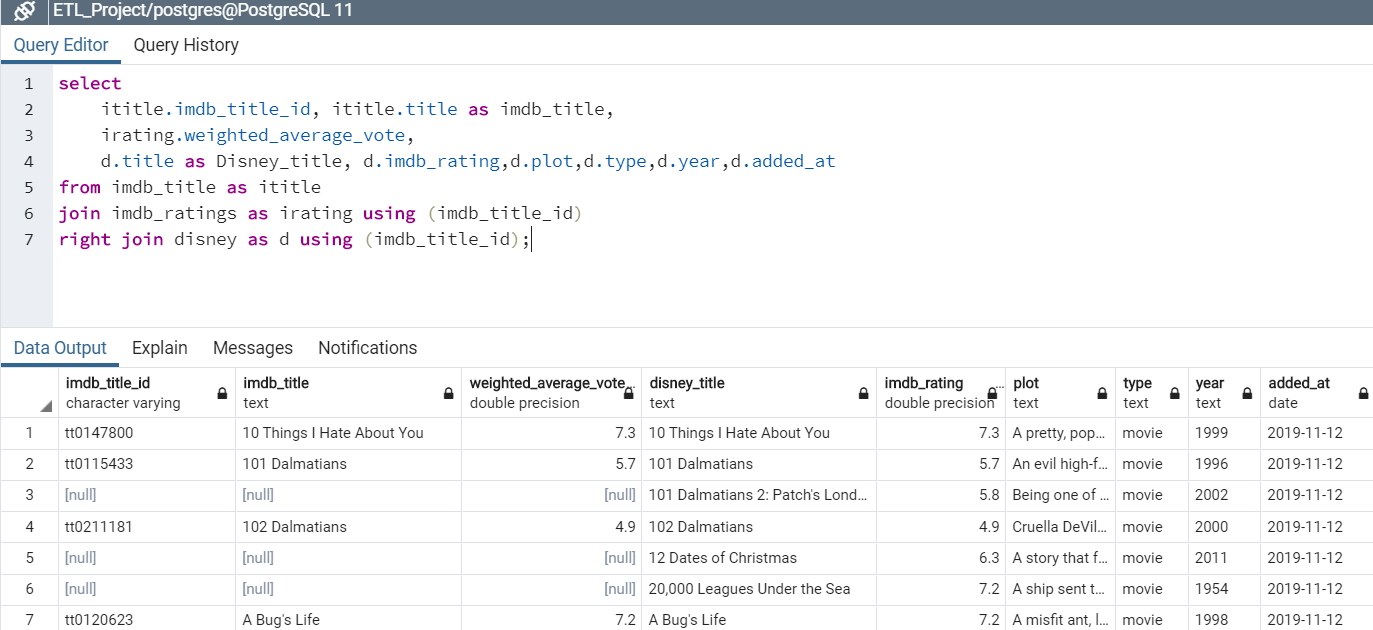 ETL_Project/postgres@PostgreSQL 11
Query Editor Query History
1 select
2 ititle.imdb_title_id, ititle.title as imdb_title,
3 irating.weighted_average_vote,
4 d.title as Disney_title, d.imdb_rating,d.plot,d.type,d.year,d.added_at
5 from imdb_title as ititle
6 join imdb_ratings as irating using (imdb_title_id)
7 right join disney as d using (imdb_title_id);
Data Output Explain Messages Notifications
imdb_title_id imdb_title weighted_average_vote... disney_title imdb_rating ... plot type year added_at
character varying text double precision text double precision text text text date
1 tt0147800 10 Things I Hate About You 7.3 10 Things I Hate About You 7.3 A pretty, pop... movie 1999 2019-11-12
2 tt0115433 101 Dalmatians 5.7 101 Dalmatians 5.7 An evil high-f... movie 1996 2019-11-12
3 [null] [null] [null] 101 Dalmatians 2: Patch's Lond... 5.8 Being one of ... movie 2002 2019-11-12
4 tt0211181 102 Dalmatians 4.9 102 Dalmatians 4.9 Cruella DeVil... movie 2000 2019-11-12
5 [null] [null] [null] 12 Dates of Christmas 6.3 A story that f... movie 2011 2019-11-12
6 [null] [null] [null] 20,000 Leagues Under the Sea 7.2 A ship sent t... movie 1954 2019-11-12
7 tt0120623 A Bug's Life 7.2 A Bug's Life 7.2 A misfit ant, l... movie 1998 2019-11-12